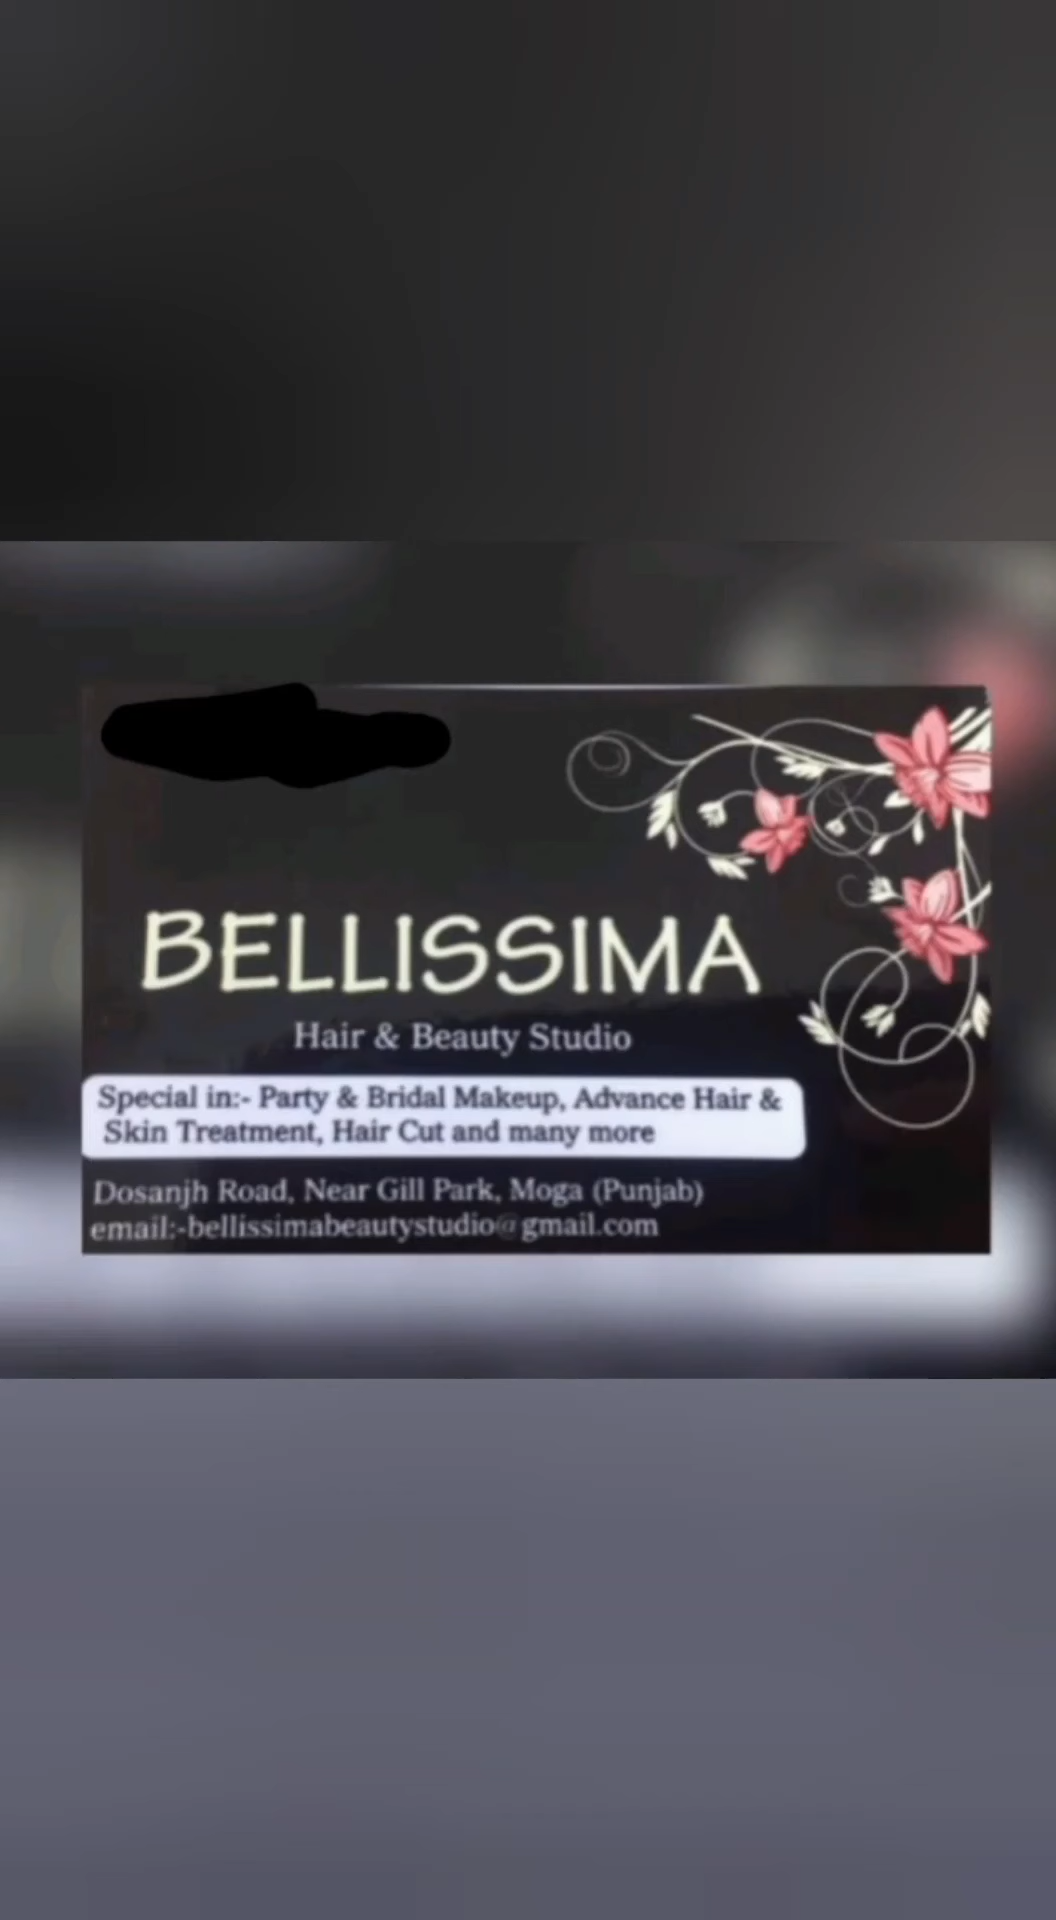 BELLISSIMA
Hair & Beauty Studio
Special in:- Party & Bridal Makeup, Advance Hair &
Skin Treatment, Hair Cut and many more
Dosanjh Road, Near Gill Park, Moga (Punjab)
email:-bellissimabeautystudio@gmail.com